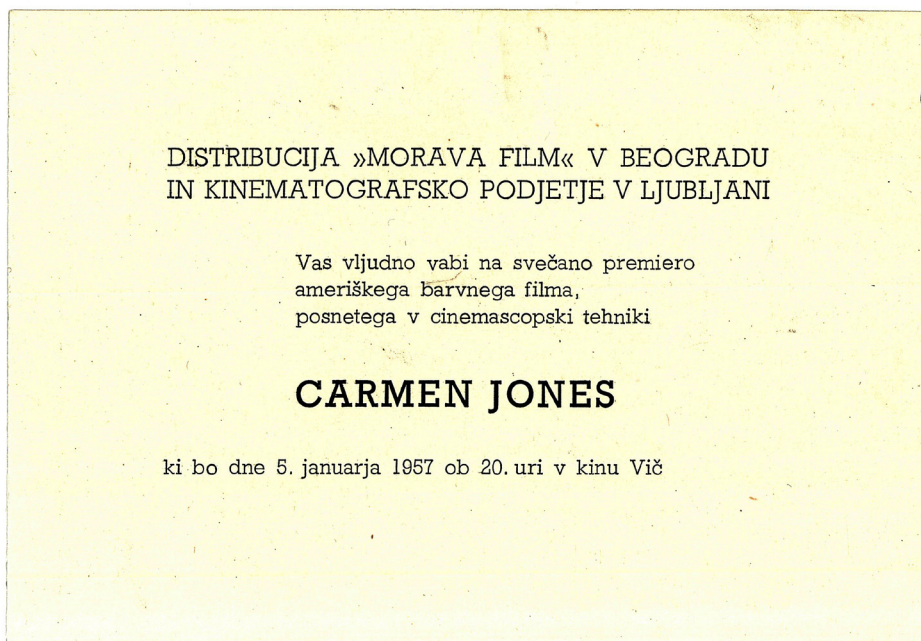 DISTRIBUCIJA »MORAVA FILM« V BEOGRADU
IN KINEMATOGRAFSKO PODJETJE V LJUBLJANI
Vas vljudno vabi na svečano premiero
ameriškega barvnega filma,
posnetega v cinemascopski tehniki
CARMEN JONES
ki bo dne 5. januarja 1957 ob 20. uri v kinu Vič